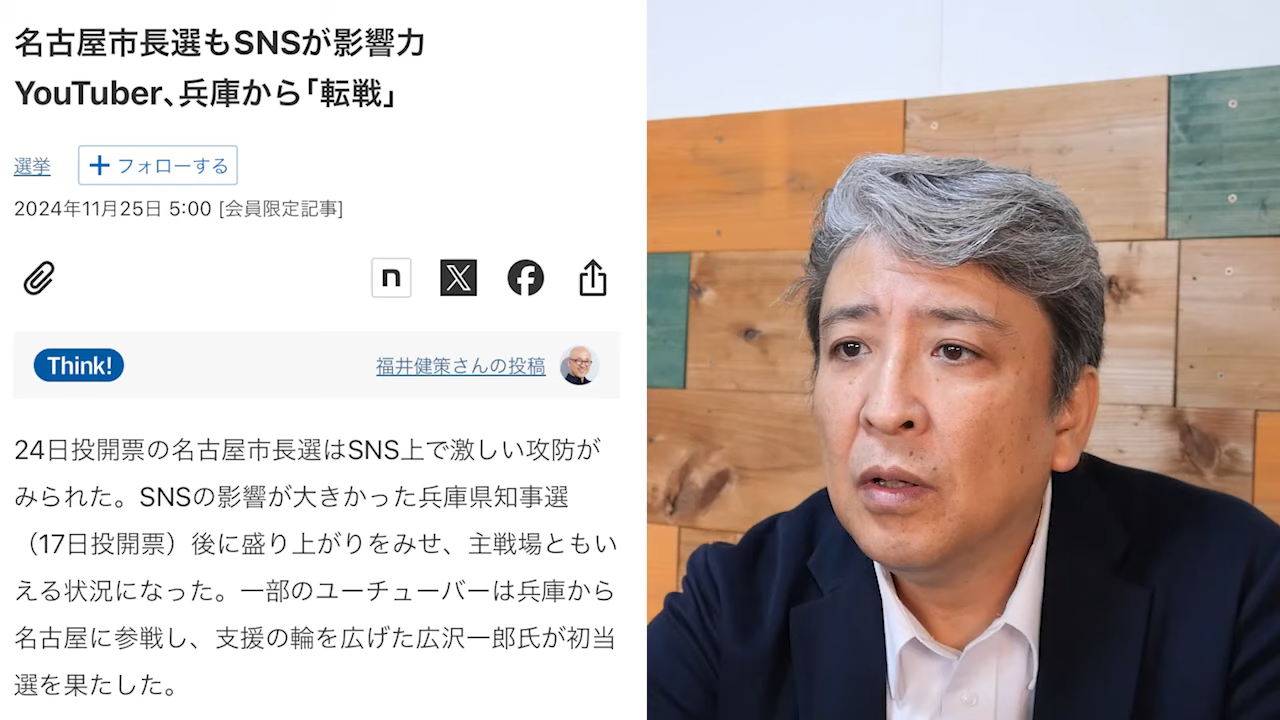 名古屋市長選もSNSが影響力
YouTuber、兵庫から「転戦」
選挙
＋フォローする
2024年11月25日 5:00 [会員限定記事]
n
X
f
Think!
福井健策さんの投稿
24日投開票の名古屋市長選はSNS上で激しい攻防が
みられた。SNSの影響が大きかった兵庫県知事選
（17日投開票）後に盛り上がりをみせ、主戦場ともい
える状況になった。一部のユーチューバーは兵庫から
名古屋に参戦し、支援の輪を広げた広沢一郎氏が初当
選を果たした。